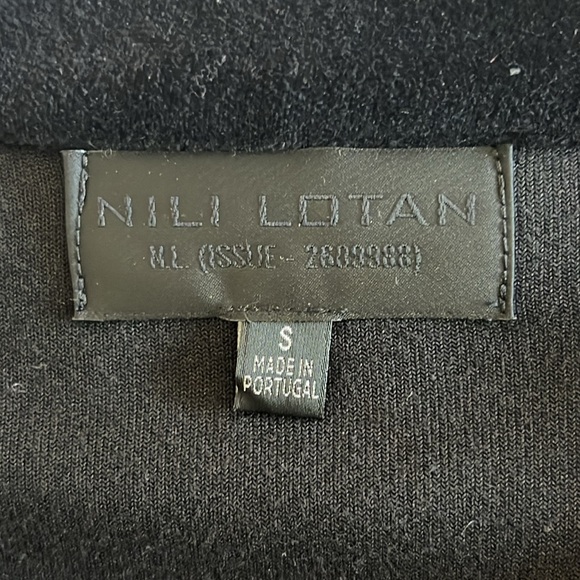 NILI LOTAN
N.L. (ISSUE - 2609988)
S
MADE IN
PORTUGAL